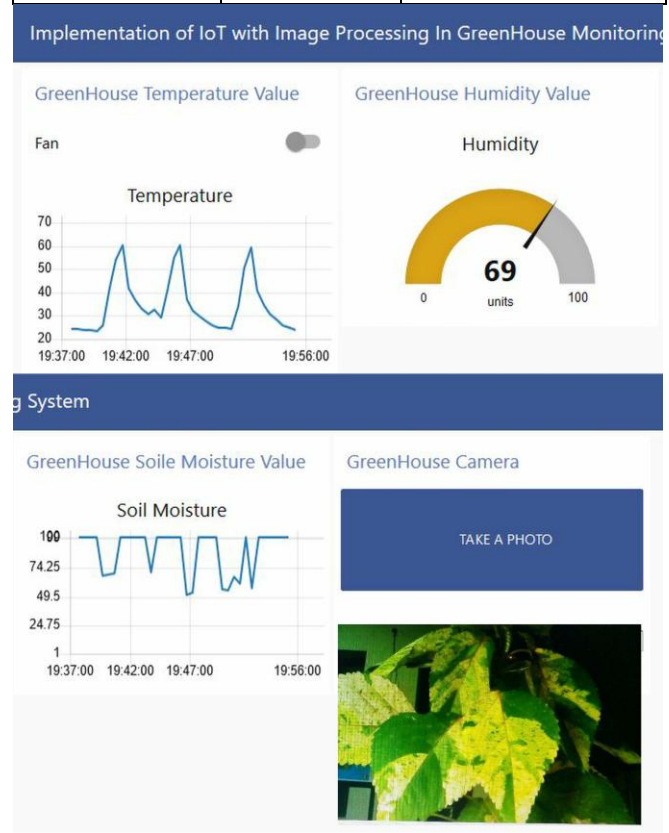 Implementation of IoT with Image Processing In GreenHouse Monitoring
GreenHouse Temperature Value
GreenHouse Humidity Value
Fan
Humidity
Temperature
70
60
50
40
30
20
19:37:00 19:42:00 19:47:00 19:56:00
69
0 units 100
g System
GreenHouse Soile Moisture Value
GreenHouse Camera
Soil Moisture
TAKE A PHOTO
74.25
49.5
24.75
1
19:37:00 19:42:00 19:47:00 19:56:00